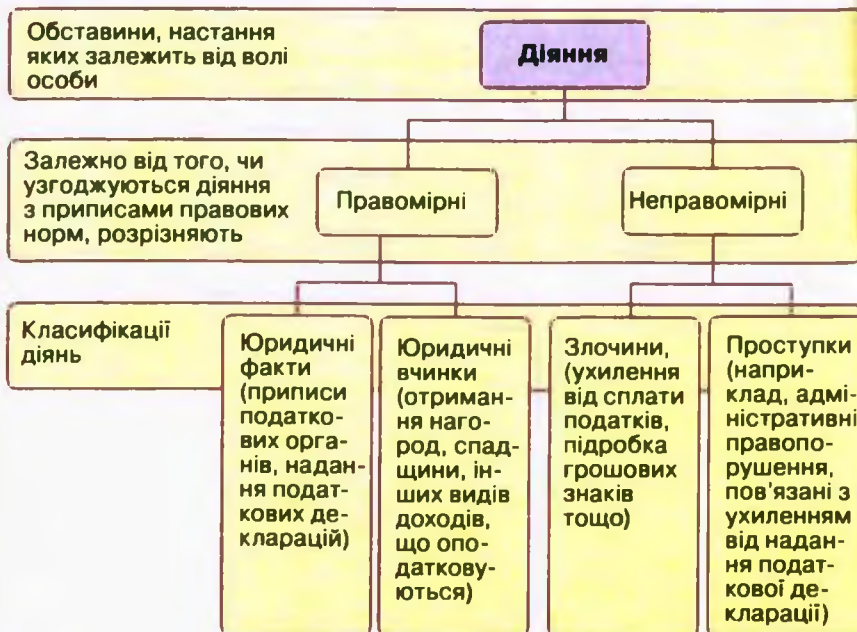 Обставини, настання
яких залежить від волі
особи
Діяння
Залежно від того, чи
узгоджуються діяння
з приписами правових
норм, розрізняють
Правомірні
Неправомірні
Класифікації
діянь
Юридичні
факти
(приписи
податко-
вих орга-
нів, надан-
ня подат-
кових де-
кларацій)
Юридичні
вчинки
(отриман-
ня наго-
род, спад-
щини, ін-
ших видів
доходів,
що опо-
даткову-
ються)
Злочини,
(ухилення
від сплати
податків,
підробка
грошових
знаків
тощо)
Проступки
(напри-
клад, адмі-
ністративні
правопо-
рушення,
пов'язані з
ухиленням
від надан-
ня подат-
кової де-
кларації)